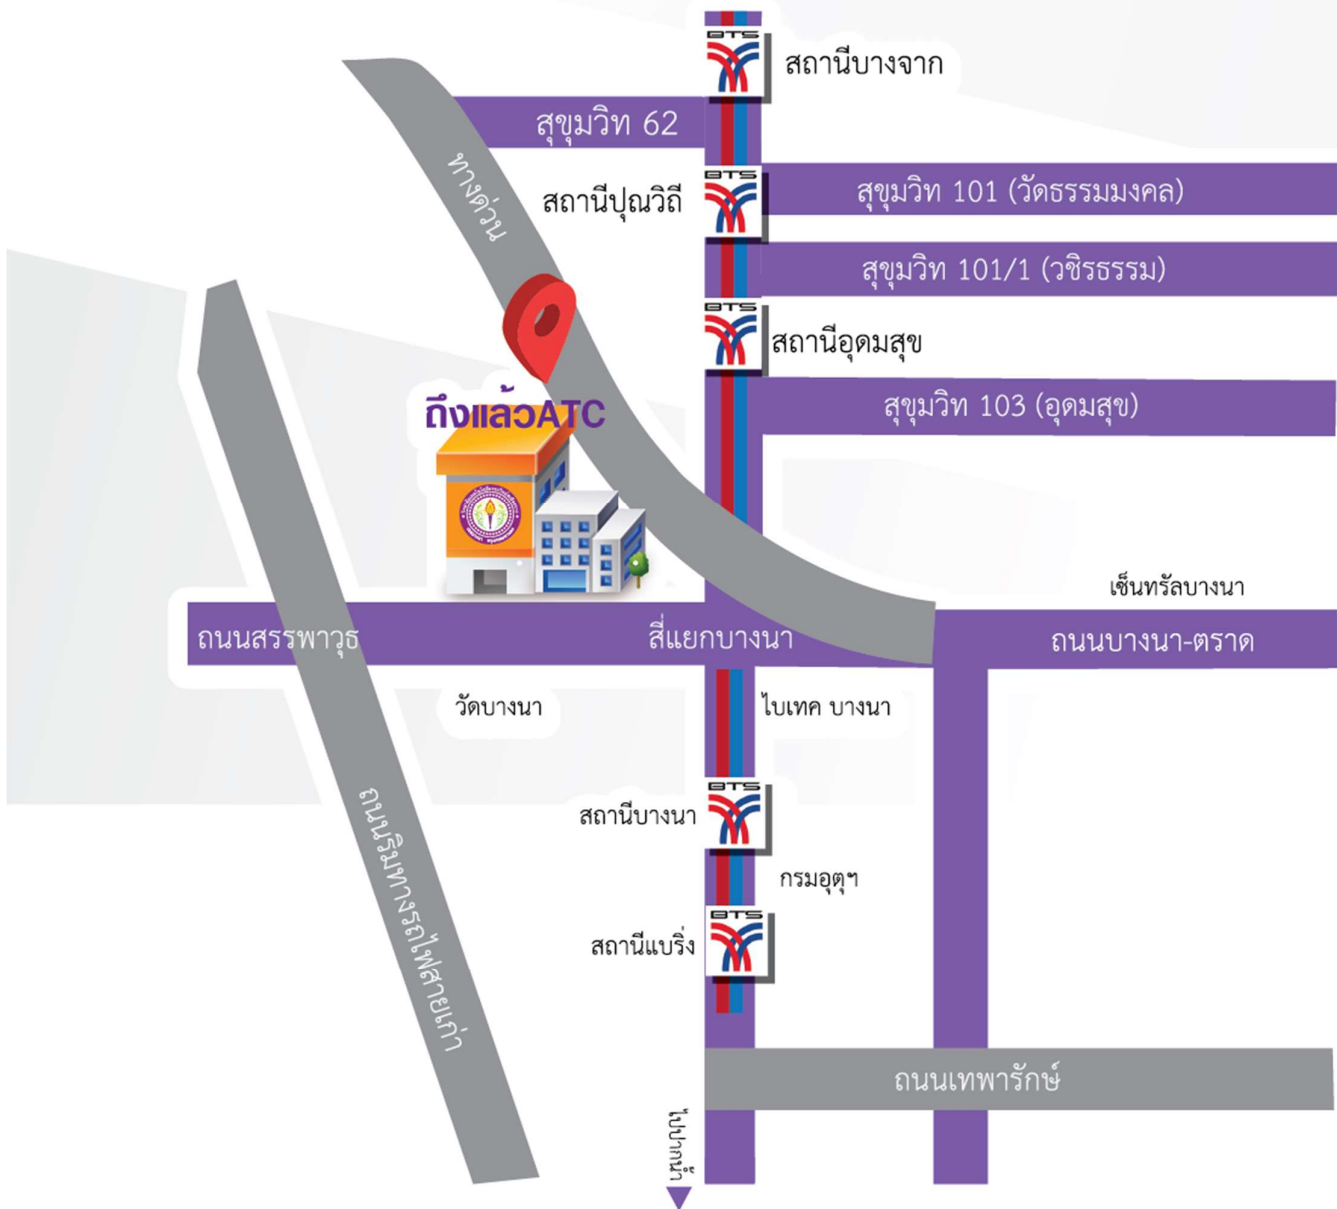 BTS
สถานีบางจาก
สุขุมวิท 62
ทางด่วน
BTS
สถานีปุณวิถี
สุขุมวิท 101 (วัดธรรมมงคล)
สุขุมวิท 101/1 (วชิรธรรม)
BTS
สถานีอุดมสุข
สุขุมวิท 103 (อุดมสุข)
ถึงแล้วATC
เซ็นทรัลบางนา
ถนนสรรพาวุธ
สี่แยกบางนา
ถนนบางนา-ตราด
วัดบางนา
ไบเทค บางนา
BTS
สถานีบางนา
ถนนริมทางรถไฟสายเก่า
กรมอุตุฯ
BTS
สถานีแบริ่ง
ถนนเทพารักษ์
ไปปากน้ำ